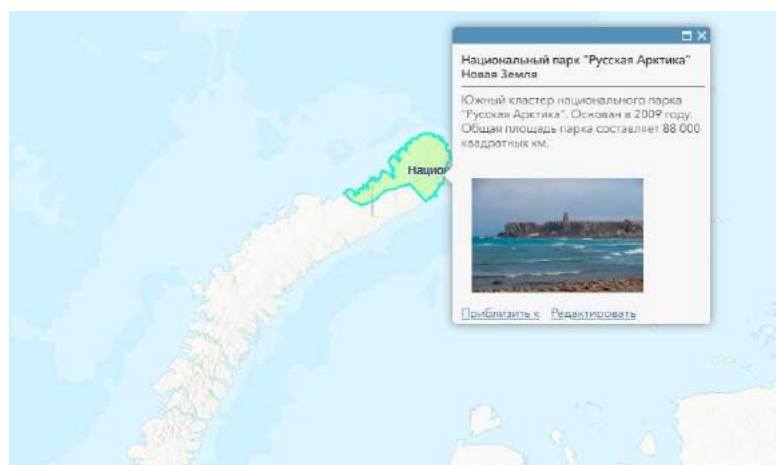 Национальный парк "Русская Арктика"
Новая Земля
Южный кластер национального парка
"Русская Арктика". Основан в 2009 году.
Общая площадь парка составляет 88 000
квадратных км.
Нацио
Приблизить к Редактировать